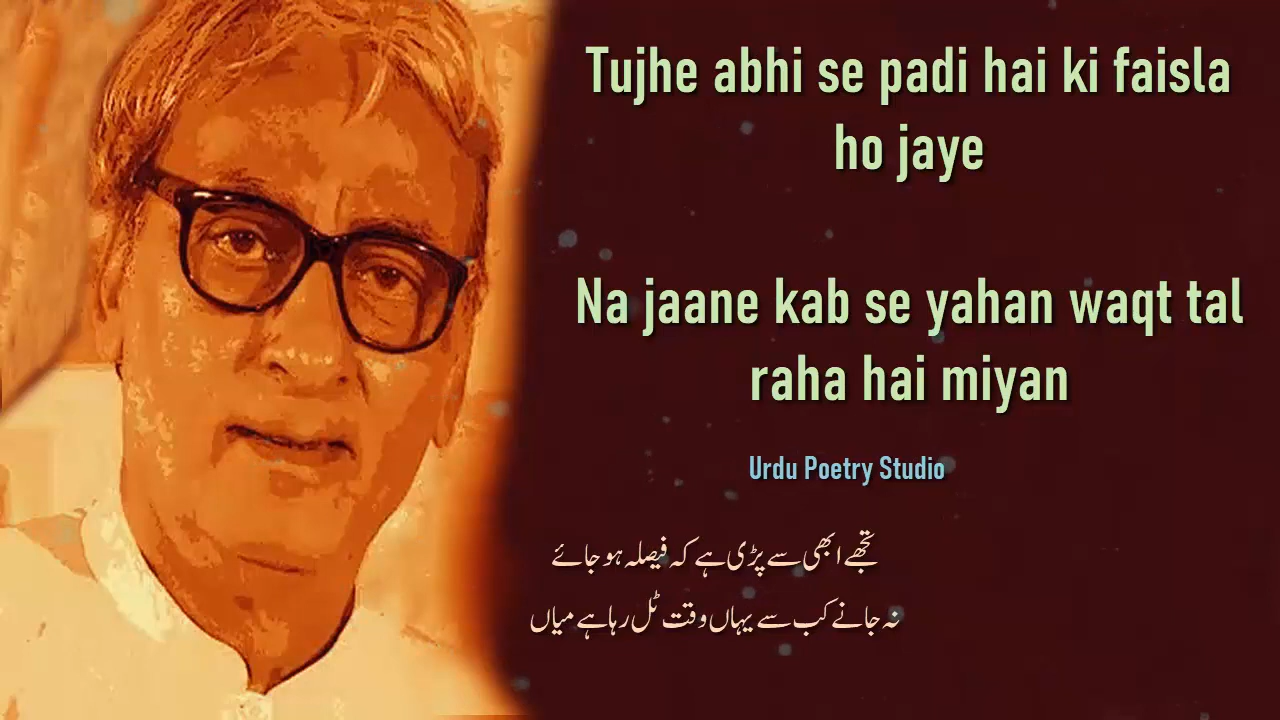 Tujhe abhi se padi hai ki faisla
ho jaye
Na jaane kab se yahan waqt tal
raha hai miyan
Urdu Poetry Studio
تجھے ابھی سے پڑی ہے کہ فیصلہ ہو جائے
نہ جانے کب سے یہاں وقت ٹل رہا ہے میاں